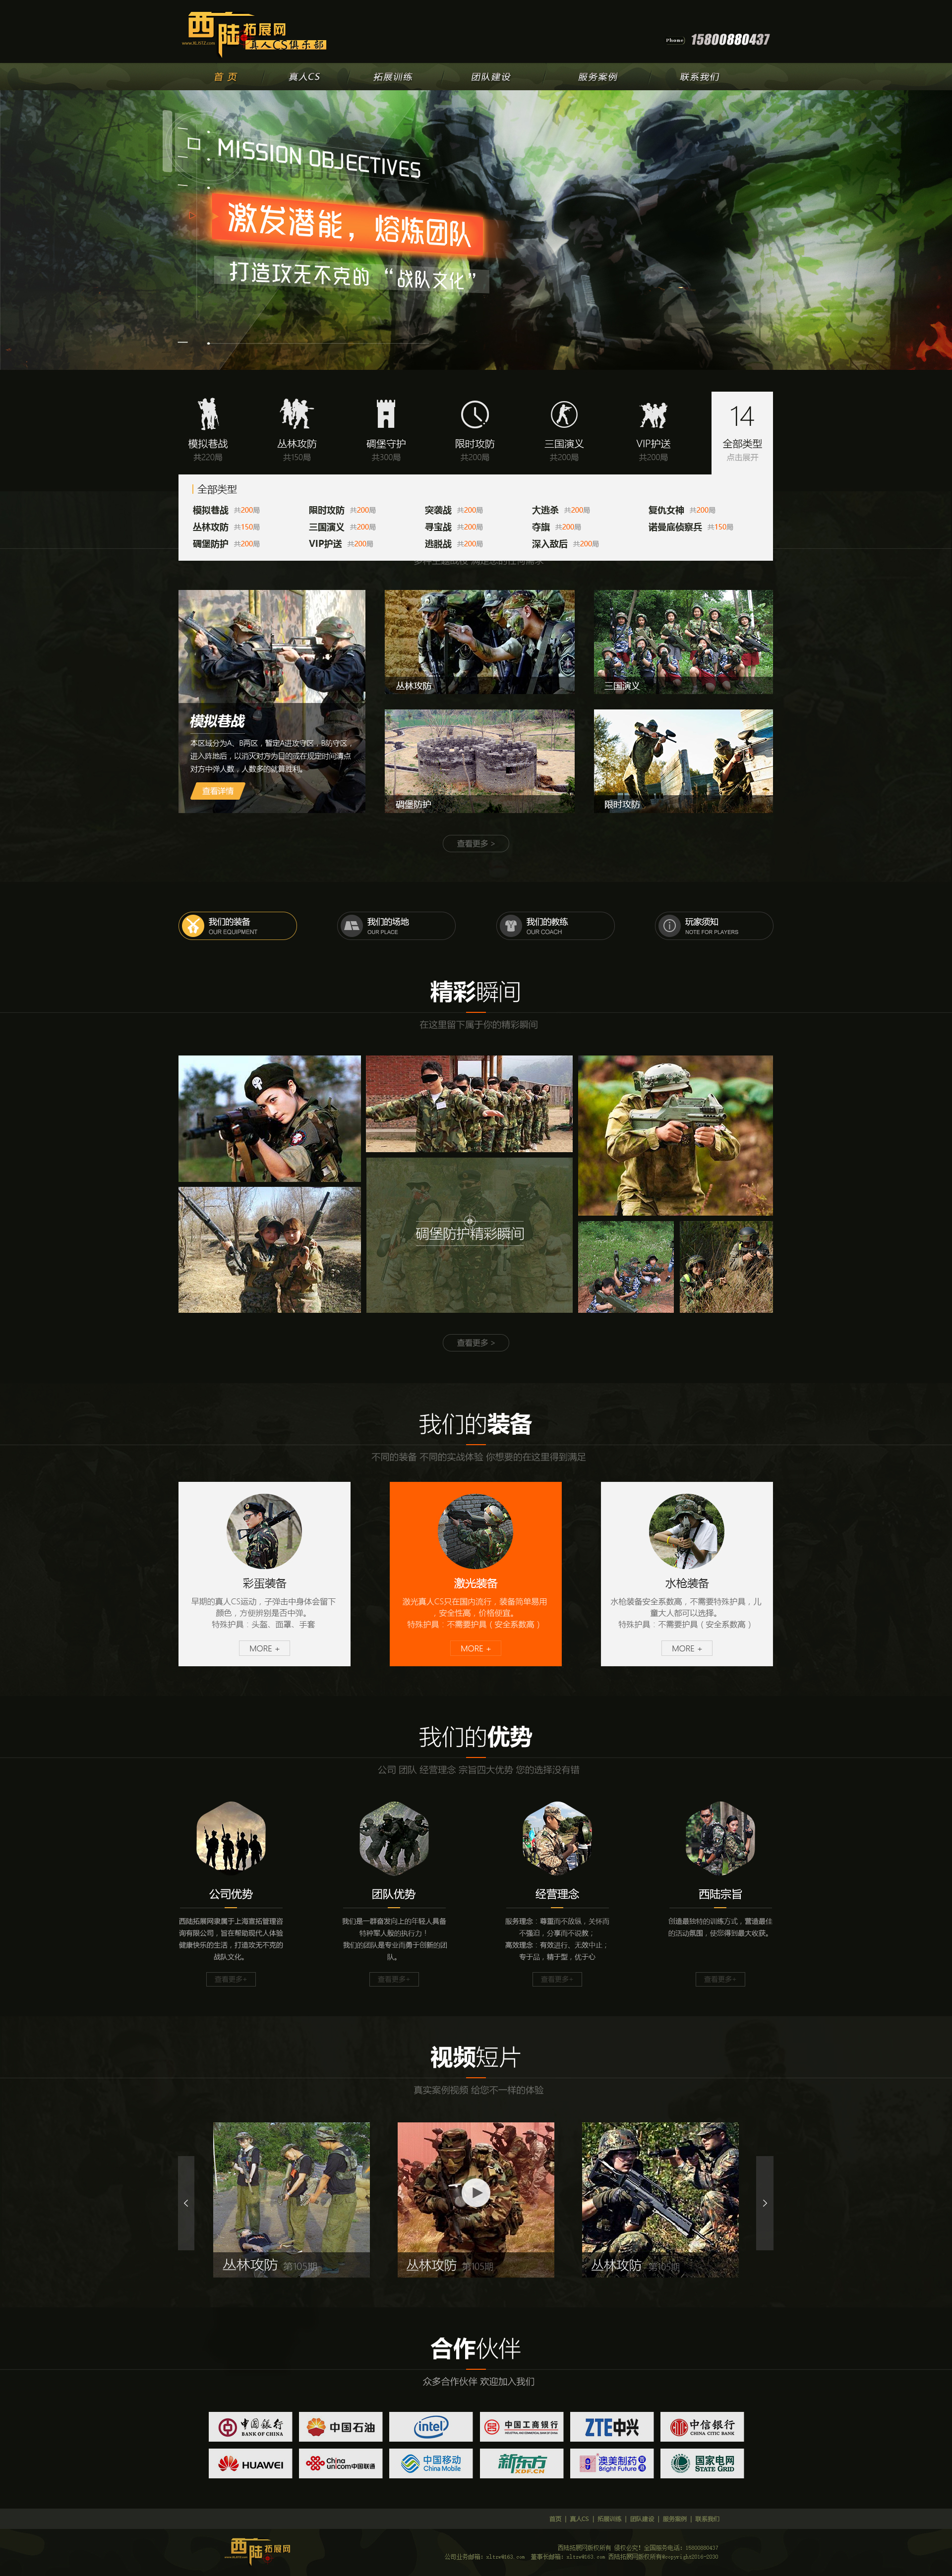 西陆拓展网
真人CS俱乐部
Phone 15800880437
首 页 真人CS 拓展训练 团队建设 服务案例 联系我们
MISSION OBJECTIVES
激发潜能，熔炼团队
打造攻无不克的 “战队文化”
模拟巷战 丛林攻防 碉堡守护 限时攻防 三国演义 VIP护送
共220局 共150局 共300局 共200局 共200局 共200局
14
全部类型
点击展开
全部类型
模拟巷战 共200局 限时攻防 共200局 突袭战 共200局 大逃杀 共200局 复仇女神 共200局
丛林攻防 共150局 三国演义 共200局 寻宝战 共200局 夺旗 共200局 诺曼底侦察兵 共150局
碉堡防护 共200局 VIP护送 共200局 逃脱战 共200局 深入敌后 共200局
模拟巷战
本区域分为A、B两区，暂定A进攻守区，B防守区，
进入阵地后，以消灭对方为目的或在规定时间清点
对方中弹人数，人数多的就算胜利。
查看详情
丛林攻防
三国演义
碉堡防护
限时攻防
查看更多 >
我们的装备
OUR EQUIPMENT
我们的场地
OUR PLACE
我们的教练
OUR COACH
玩家须知
NOTE FOR PLAYERS
精彩瞬间
在这里留下属于你的精彩瞬间
碉堡防护精彩瞬间
查看更多 >
我们的装备
不同的装备 不同的实战体验 你想要的在这里得到满足
彩蛋装备
早期的真人CS运动，子弹击中身体会留下
颜色，方便辨别是否中弹。
特殊护具：头盔、面罩、手套
MORE +
激光装备
激光真人CS只在国内流行，装备简单易用
，安全性高，价格便宜。
特殊护具：不需要护具（安全系数高）
MORE +
水枪装备
水枪装备安全系数高，不需要特殊护具，儿
童大人都可以选择。
特殊护具：不需要护具（安全系数高）
MORE +
我们的优势
公司 团队 经营理念 宗旨四大优势 您的选择没有错
公司优势
西陆拓展网隶属于上海宣拓管理咨
询有限公司，旨在帮助现代人体验
健康快乐的生活，打造攻无不克的
战队文化。
查看更多+
团队优势
我们是一群奋发向上的年轻人具备
特种军人般的执行力！
我们的团队是专业而勇于创新的团
队。
查看更多+
经营理念
服务理念：尊重而不放纵，关怀而
不强迫，分享而不说教；
高效理念：有效进行、无效中止；
专于品，精于型，优于心
查看更多+
西陆宗旨
创造最独特的训练方式，营造最佳
的活动氛围，使您得到最大收获。
查看更多+
视频短片
真实案例视频 给您不一样的体验
丛林攻防 第105期
丛林攻防 第105期
丛林攻防 第105期
合作伙伴
众多合作伙伴 欢迎加入我们
中国银行 BANK OF CHINA
中国石油
intel
中国工商银行
ZTE中兴
中信银行 CHINA CITIC BANK
HUAWEI
China unicom中国联通
中国移动 China Mobile
新东方 XDF.CN
澳美制药 Bright Future
国家电网 STATE GRID
首页 | 真人CS | 拓展训练 | 团队建设 | 服务案例 | 联系我们
西陆拓展网
西陆拓展网版权所有 侵权必究！全国服务电话：15800880437